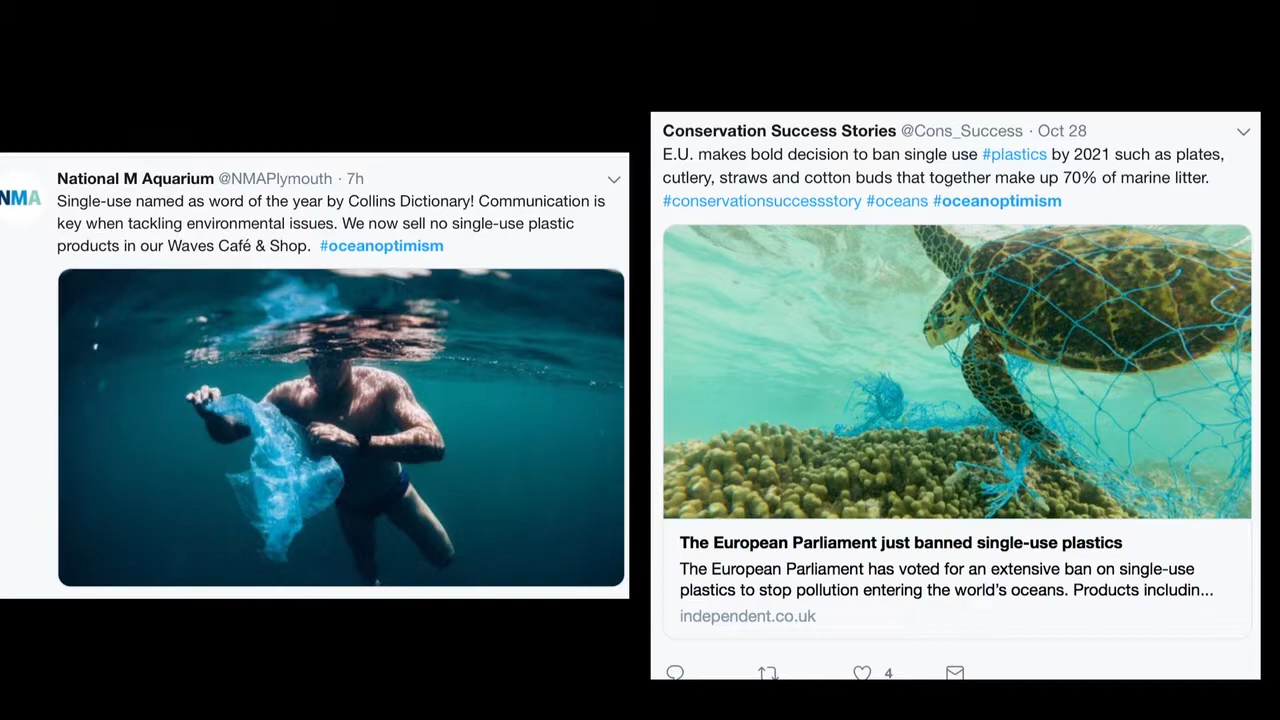 NMA
National M Aquarium @NMAPlymouth · 7h
Single-use named as word of the year by Collins Dictionary! Communication is
key when tackling environmental issues. We now sell no single-use plastic
products in our Waves Café & Shop. #oceanoptimism
Conservation Success Stories @Cons_Success · Oct 28
E.U. makes bold decision to ban single use #plastics by 2021 such as plates,
cutlery, straws and cotton buds that together make up 70% of marine litter.
#conservationsuccessstory #oceans #oceanoptimism
The European Parliament just banned single-use plastics
The European Parliament has voted for an extensive ban on single-use
plastics to stop pollution entering the world’s oceans. Products includin...
independent.co.uk
4